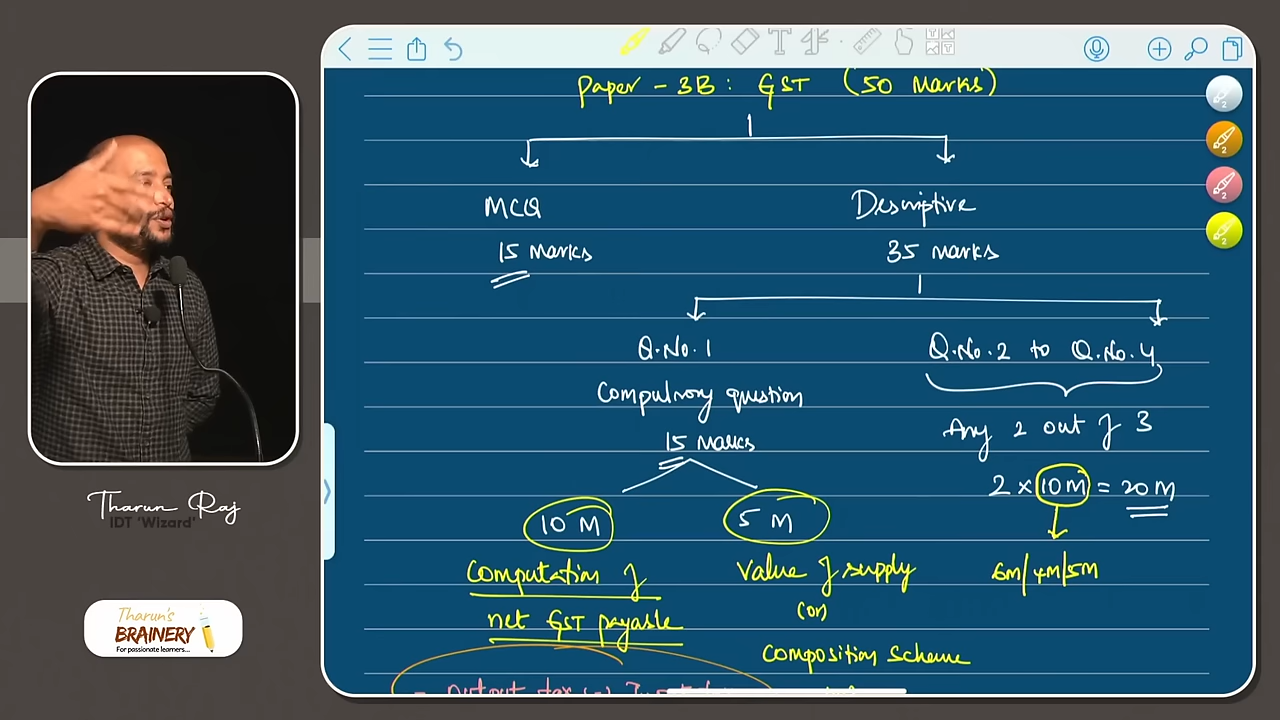 Paper - 3B: GST (50 Marks)
MCQ
15 Marks
Descriptive
35 marks
Q.No.1
Compulsory question
15 Marks
Q.No.2 to Q.No.4
Any 2 out of 3
2 × 10M = 20M
6M/4M/5M
10 M
5 M
Computation of
net GST payable
Value of supply
(or)
Composition Scheme
- output tax (-)
Tharun Raj
IDT 'Wizard'
Tharun's
BRAINERY
For passionate learners...